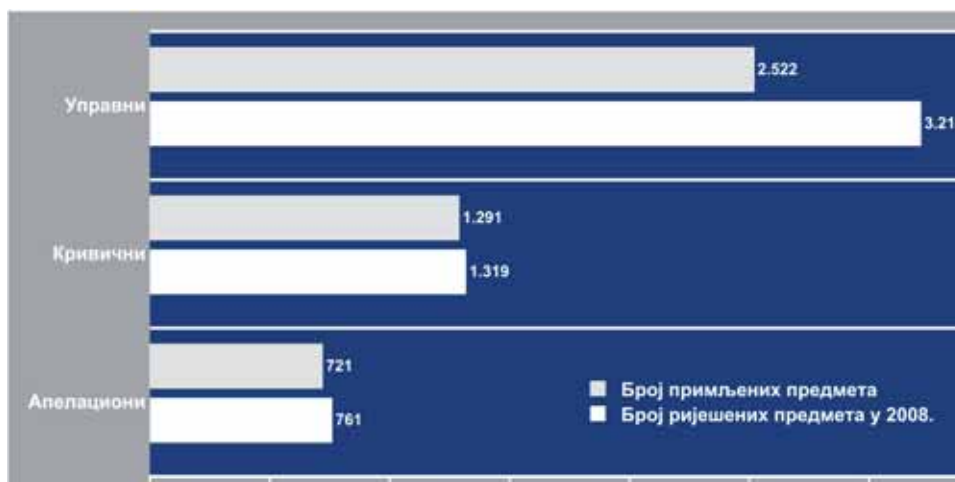 Управни
2.522
3.21
Кривични
1.291
1.319
Апелациони
721
761
Број примљених предмета
Број ријешених предмета у 2008.